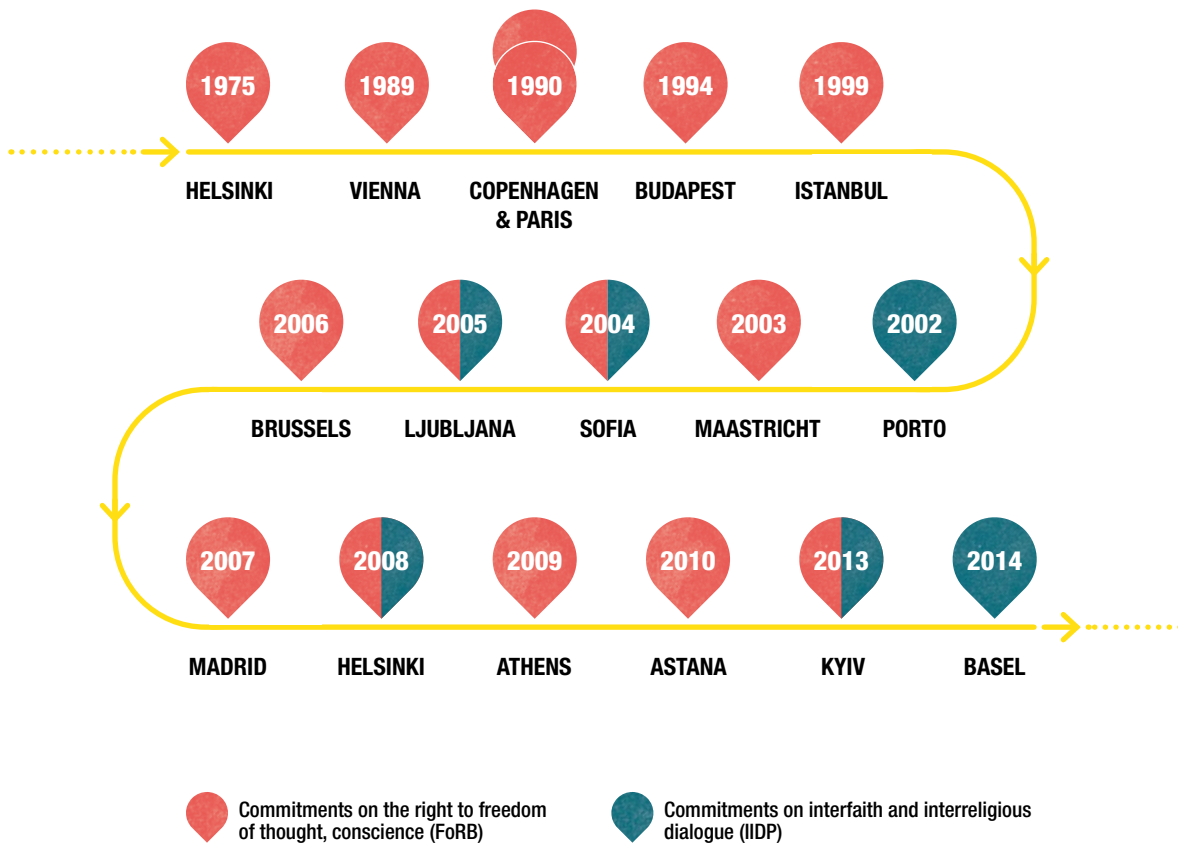 1975
1989
1990
1994
1999
HELSINKI
VIENNA
COPENHAGEN
& PARIS
BUDAPEST
ISTANBUL
2006
2005
2004
2003
2002
BRUSSELS
LJUBLJANA
SOFIA
MAASTRICHT
PORTO
2007
2008
2009
2010
2013
2014
MADRID
HELSINKI
ATHENS
ASTANA
KYIV
BASEL
Commitments on the right to freedom
of thought, conscience (FoRB)
Commitments on interfaith and interreligious
dialogue (IIDP)